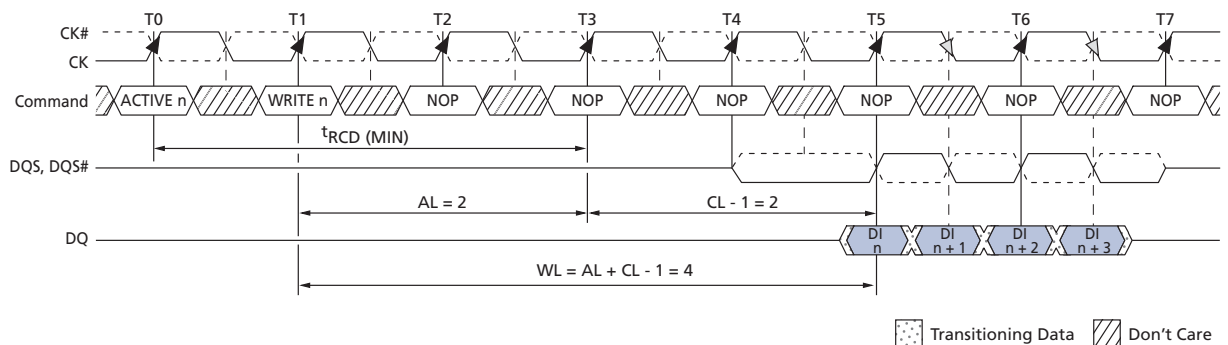 T0 T1 T2 T3 T4 T5 T6 T7
CK#
CK
Command ACTIVE n WRITE n NOP NOP NOP NOP NOP NOP
tRCD (MIN)
DQS, DQS#
AL = 2 CL - 1 = 2
DQ DI n DI n + 1 DI n + 2 DI n + 3
WL = AL + CL - 1 = 4
Transitioning Data Don't Care